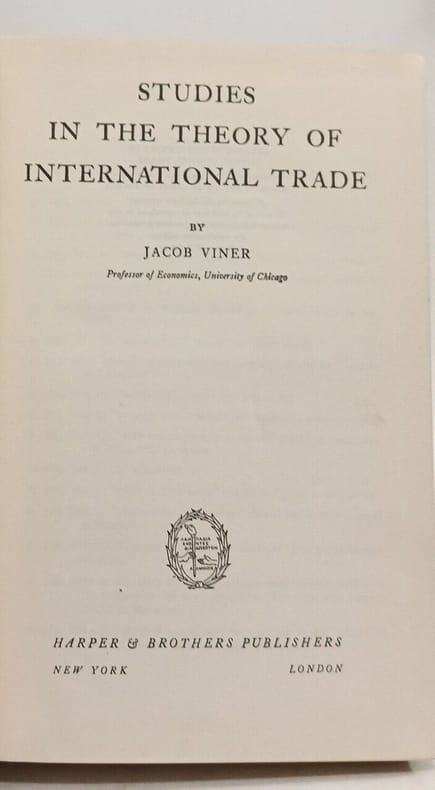 STUDIES
IN THE THEORY OF
INTERNATIONAL TRADE
BY
JACOB VINER
Professor of Economics, University of Chicago
HARPER & BROTHERS PUBLISHERS
NEW YORK LONDON